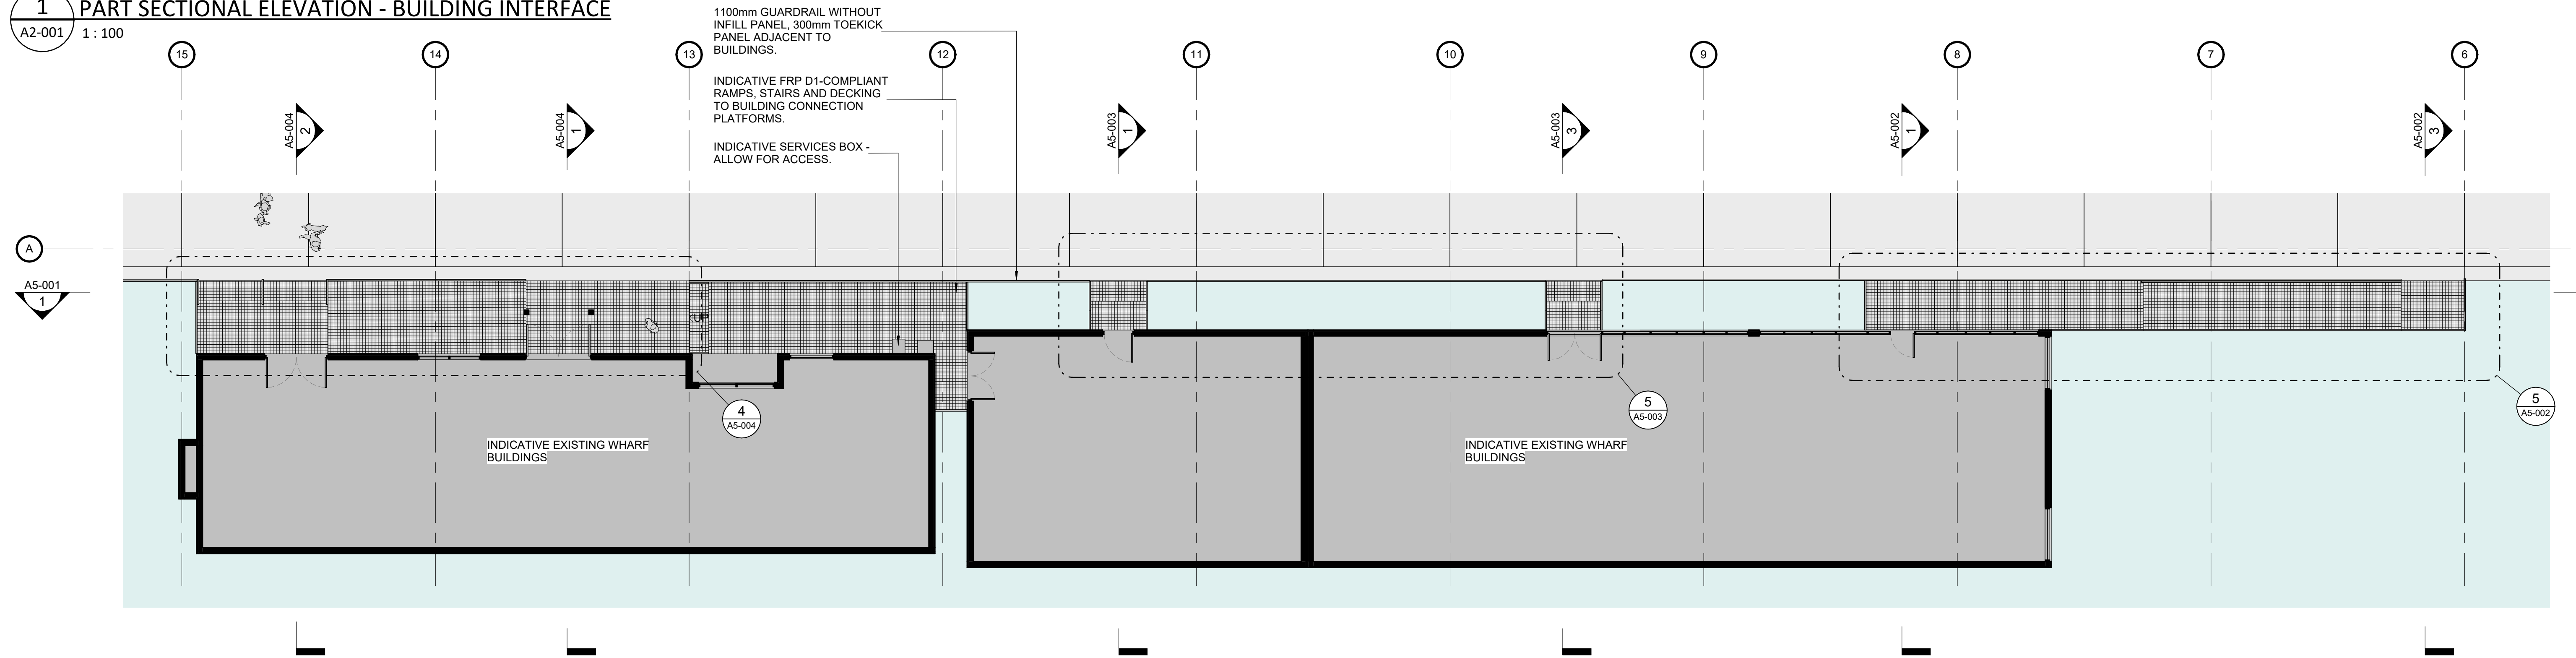 1
A2-001
PART SECTIONAL ELEVATION - BUILDING INTERFACE
1 : 100
1100mm GUARDRAIL WITHOUT
INFILL PANEL, 300mm TOEKICK
PANEL ADJACENT TO
BUILDINGS.
INDICATIVE FRP D1-COMPLIANT
RAMPS, STAIRS AND DECKING
TO BUILDING CONNECTION
PLATFORMS.
INDICATIVE SERVICES BOX -
ALLOW FOR ACCESS.
15
14
13
12
11
10
9
8
7
6
A5-004
2
A5-004
1
A5-003
1
A5-003
3
A5-002
1
A5-002
3
A
A5-001
1
UP
4
A5-004
5
A5-003
5
A5-002
INDICATIVE EXISTING WHARF
BUILDINGS
INDICATIVE EXISTING WHARF
BUILDINGS